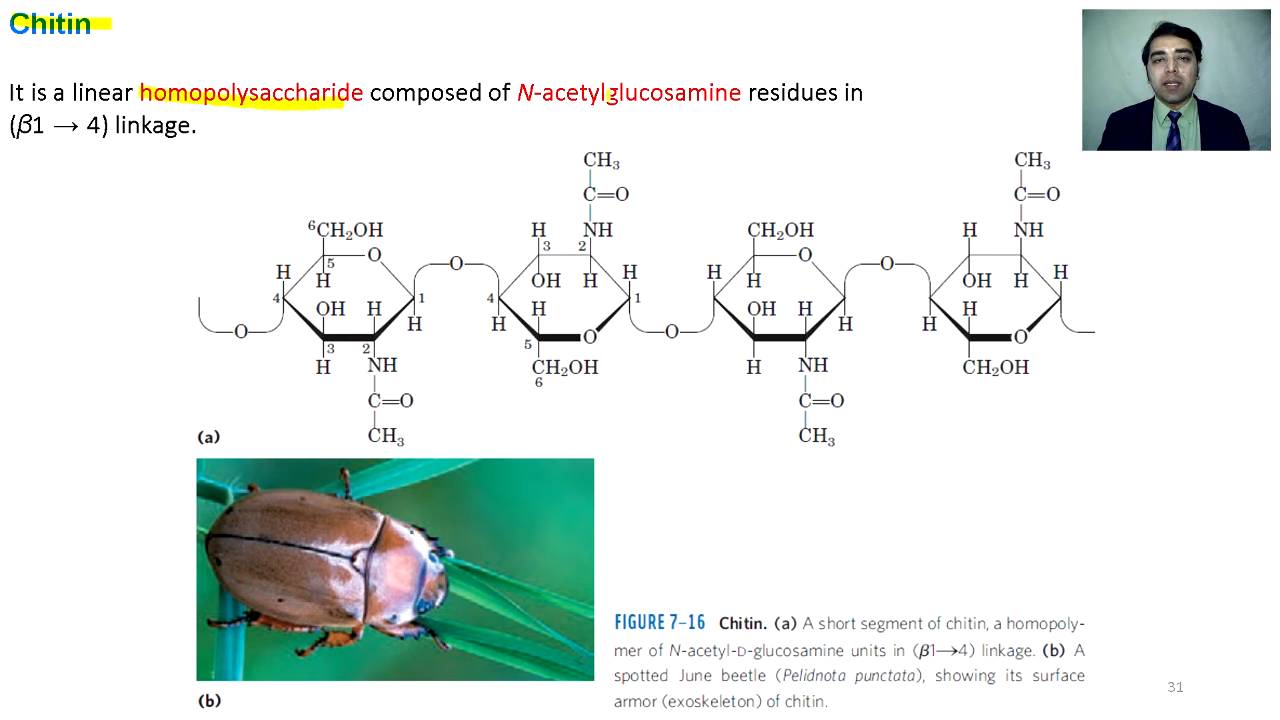 Chitin
It is a linear homopolysaccharide composed of N-acetylglucosamine residues in
(β1 → 4) linkage.
CH₃ CH₃
C=O C=O
⁶CH₂OH H NH CH₂OH H NH
5 O 3 2 O
H H OH H H O H OH H H
4 OH H 1 O 4 H 1 OH H O
H H H H H
O 3 2 5 O O O
H NH 6 CH₂OH H NH CH₂OH
C=O C=O
CH₃ CH₃
(a)
(b)
FIGURE 7–16 Chitin. (a) A short segment of chitin, a homopoly-
mer of N-acetyl-D-glucosamine units in (β1→4) linkage. (b) A
spotted June beetle (Pelidnota punctata), showing its surface
armor (exoskeleton) of chitin.
31